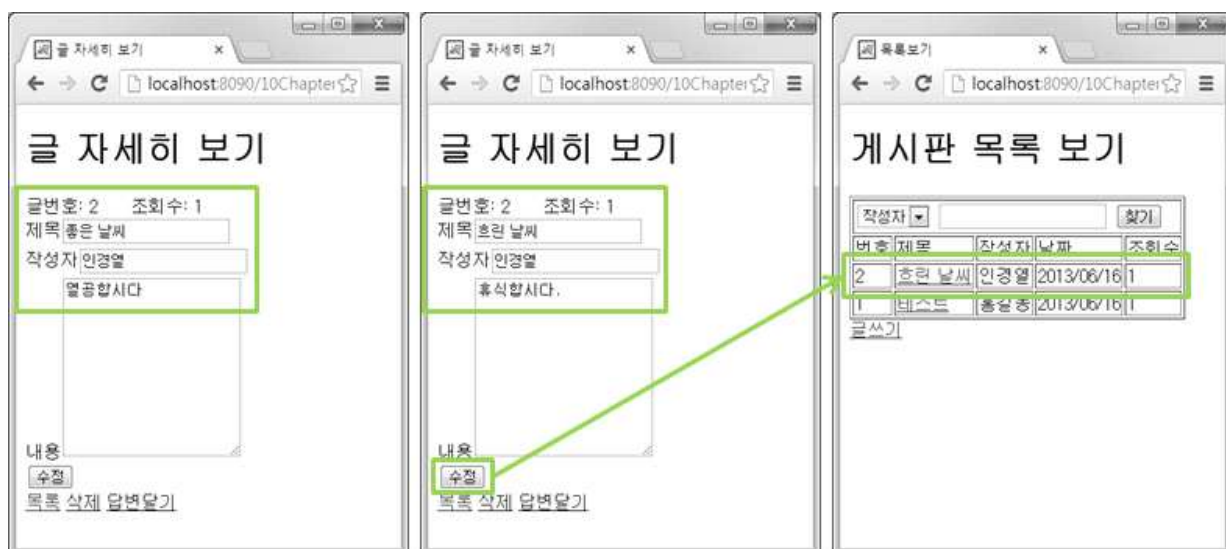 글 자세히 보기
localhost:8090/10Chapter
글 자세히 보기
글번호: 2 조회수: 1
제목 좋은 날씨
작성자 인경열
열공합시다
내용
수정
목록 삭제 답변달기
글 자세히 보기
localhost:8090/10Chapter
글 자세히 보기
글번호: 2 조회수: 1
제목 흐린 날씨
작성자 인경열
휴식합시다.
내용
수정
목록 삭제 답변달기
목록보기
localhost:8090/10Chapter
게시판 목록 보기
작성자 찾기
번호 제목 작성자 날짜 조회수
2 흐린 날씨 인경열 2013/06/16 1
1 테스트 홍길동 2013/06/16 1
글쓰기